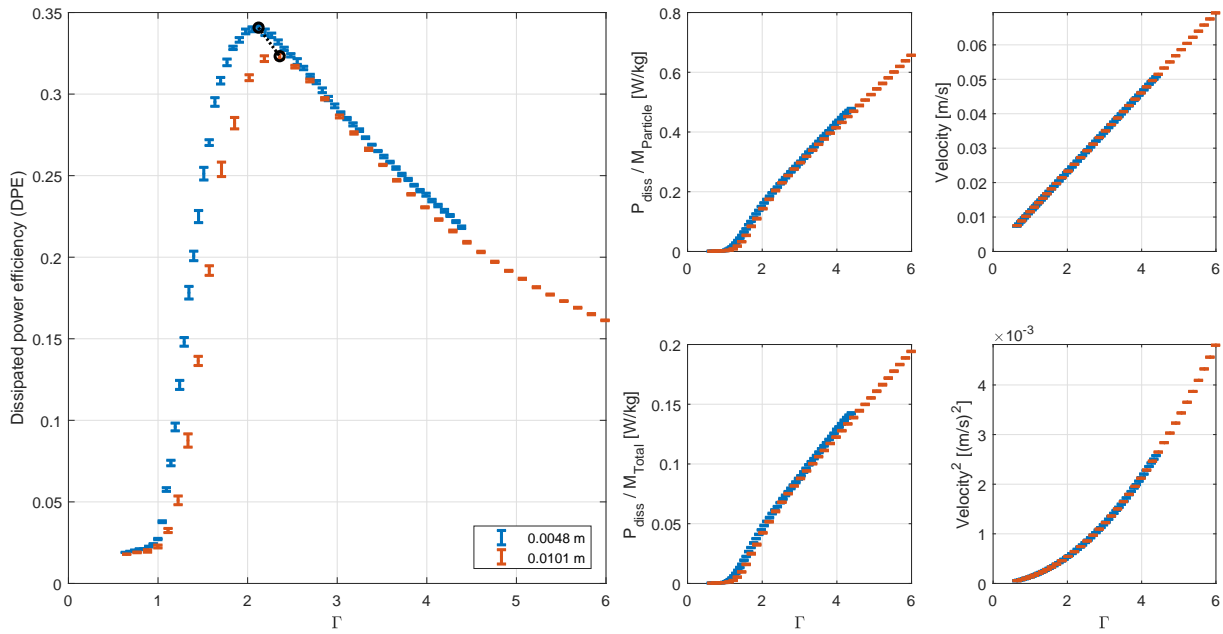 Dissipated power efficiency (DPE)
0.35
0.3
0.25
0.2
0.15
0.1
0.05
0
0 1 2 3 4 5 6
Γ
0.0048 m
0.0101 m
P_diss / M_Particle [W/kg]
0.8
0.6
0.4
0.2
0
0 2 4 6
Velocity [m/s]
0.06
0.05
0.04
0.03
0.02
0.01
0 2 4 6
P_diss / M_Total [W/kg]
0.2
0.15
0.1
0.05
0
0 2 4 6
Γ
Velocity² [(m/s)²]
×10⁻³
4
3
2
1
0
0 2 4 6
Γ